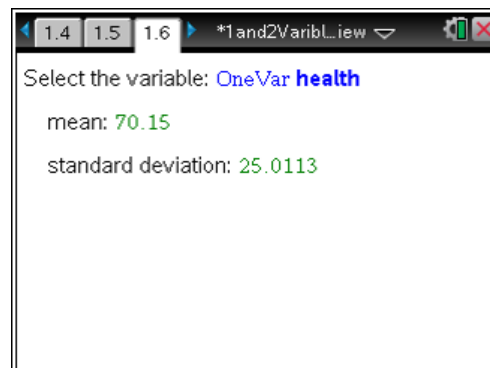 1.4 1.5 1.6 *1and2Varibl...iew
Select the variable: OneVar health
mean: 70.15
standard deviation: 25.0113